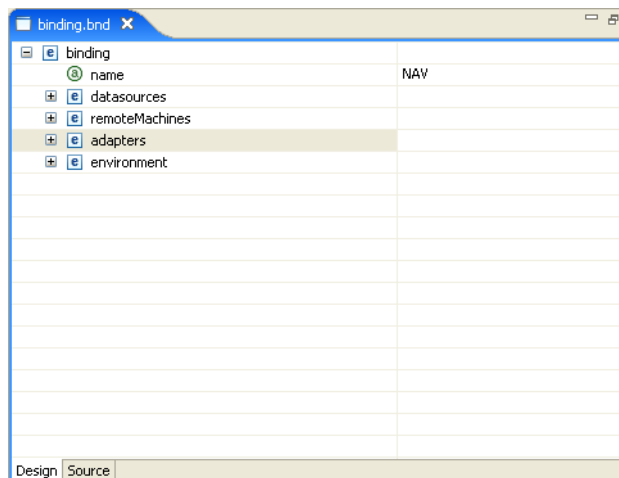 binding.bnd
e binding
a name NAV
e datasources
e remoteMachines
e adapters
e environment
Design Source